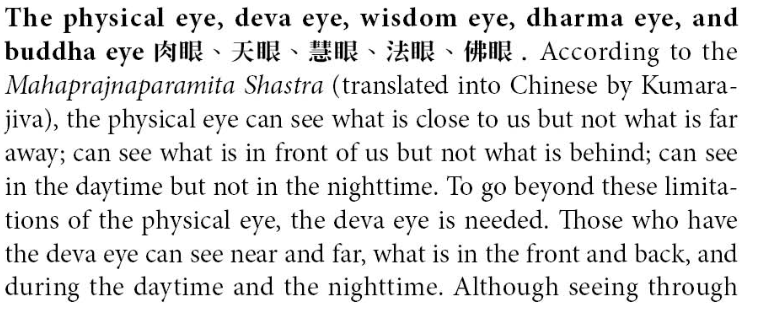 The physical eye, deva eye, wisdom eye, dharma eye, and
buddha eye 肉眼、天眼、慧眼、法眼、佛眼. According to the
Mahaprajnaparamita Shastra (translated into Chinese by Kumara-
jiva), the physical eye can see what is close to us but not what is far
away; can see what is in front of us but not what is behind; can see
in the daytime but not in the nighttime. To go beyond these limita-
tions of the physical eye, the deva eye is needed. Those who have
the deva eye can see near and far, what is in the front and back, and
during the daytime and the nighttime. Although seeing through